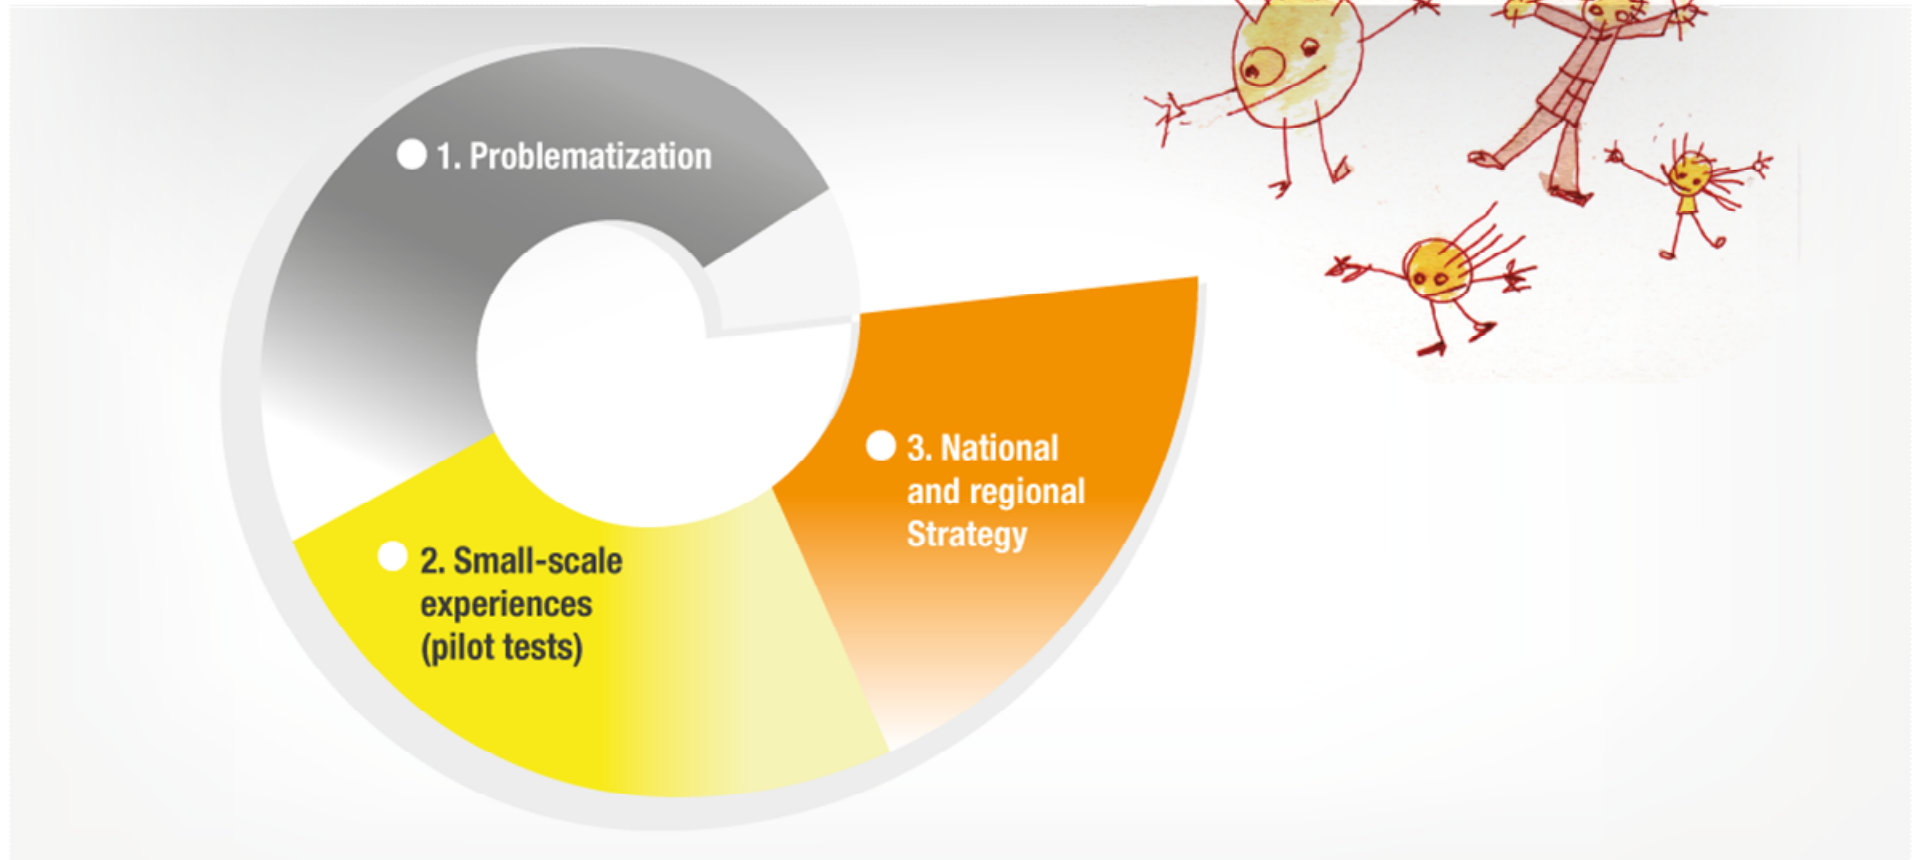 1. Problematization
2. Small-scale
experiences
(pilot tests)
3. National
and regional
Strategy